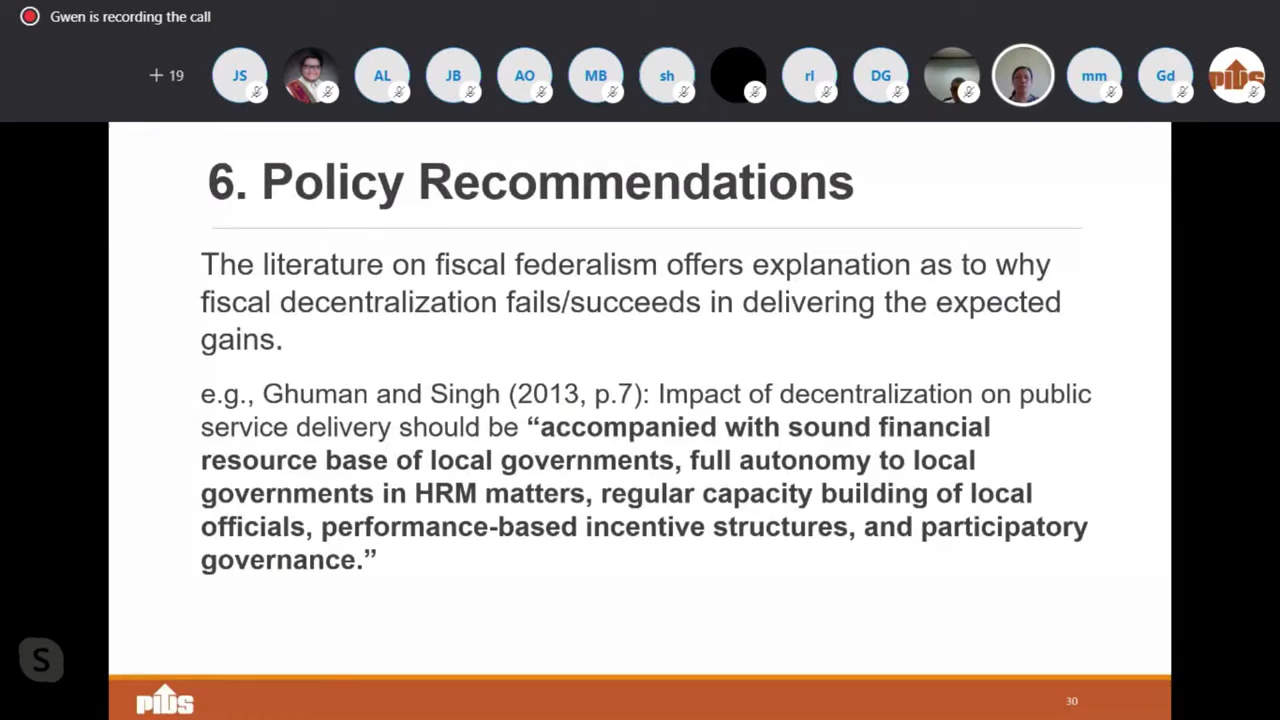 Gwen is recording the call
+ 19
JS
AL
JB
AO
MB
sh
rl
DG
mm
Gd
PIDS
6. Policy Recommendations
The literature on fiscal federalism offers explanation as to why
fiscal decentralization fails/succeeds in delivering the expected
gains.
e.g., Ghuman and Singh (2013, p.7): Impact of decentralization on public
service delivery should be “accompanied with sound financial
resource base of local governments, full autonomy to local
governments in HRM matters, regular capacity building of local
officials, performance-based incentive structures, and participatory
governance.”
S
PIDS
30